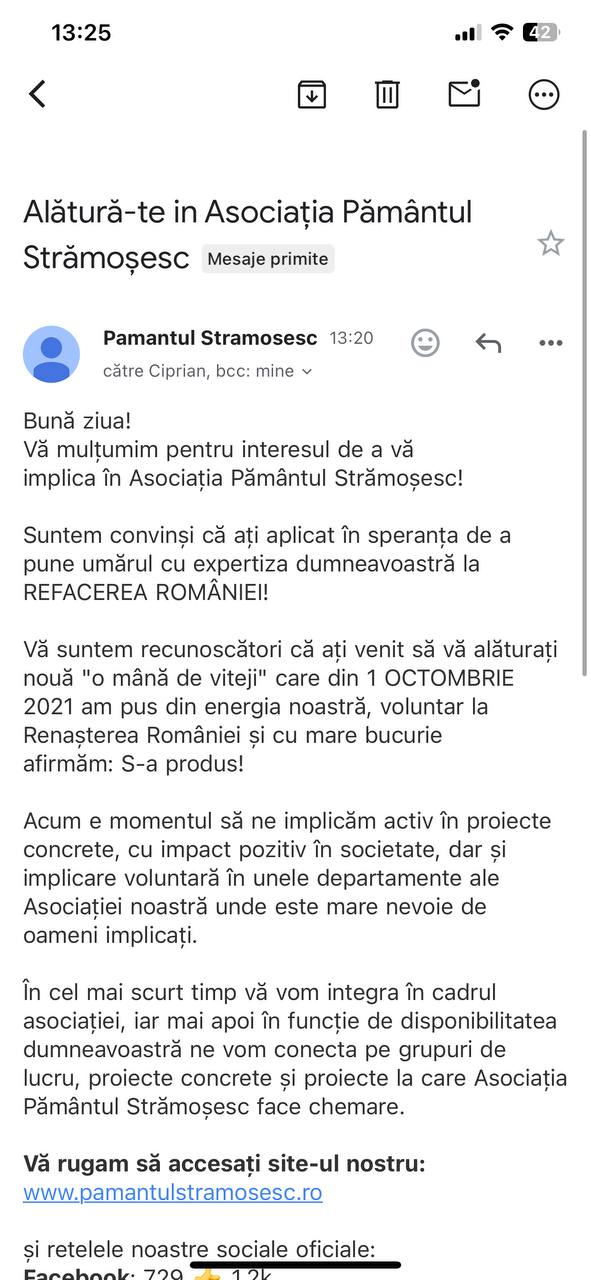 13:25
42
Alătură-te in Asociația Pământul
Strămoșesc Mesaje primite
Pamantul Stramosesc 13:20
către Ciprian, bcc: mine
Bună ziua!
Vă mulțumim pentru interesul de a vă
implica în Asociația Pământul Strămoșesc!
Suntem convinși că ați aplicat în speranța de a
pune umărul cu expertiza dumneavoastră la
REFACEREA ROMÂNIEI!
Vă suntem recunoscători că ați venit să vă alăturați
nouă "o mână de viteji" care din 1 OCTOMBRIE
2021 am pus din energia noastră, voluntar la
Renașterea României și cu mare bucurie
afirmăm: S-a produs!
Acum e momentul să ne implicăm activ în proiecte
concrete, cu impact pozitiv în societate, dar și
implicare voluntară în unele departamente ale
Asociației noastră unde este mare nevoie de
oameni implicați.
În cel mai scurt timp vă vom integra în cadrul
asociației, iar mai apoi în funcție de disponibilitatea
dumneavoastră ne vom conecta pe grupuri de
lucru, proiecte concrete și proiecte la care Asociația
Pământul Strămoșesc face chemare.
Vă rugam să accesați site-ul nostru:
www.pamantulstramosesc.ro
și retelele noastre sociale oficiale:
Facebook: 729 👍 1,2k